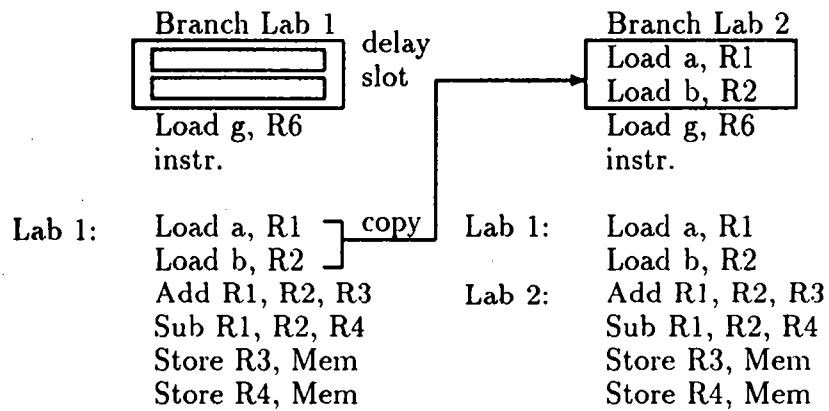 Branch Lab 1
delay
slot
Load g, R6
instr.
Lab 1: Load a, R1
Load b, R2
Add R1, R2, R3
Sub R1, R2, R4
Store R3, Mem
Store R4, Mem
copy
Branch Lab 2
Load a, R1
Load b, R2
Load g, R6
instr.
Lab 1: Load a, R1
Load b, R2
Lab 2: Add R1, R2, R3
Sub R1, R2, R4
Store R3, Mem
Store R4, Mem